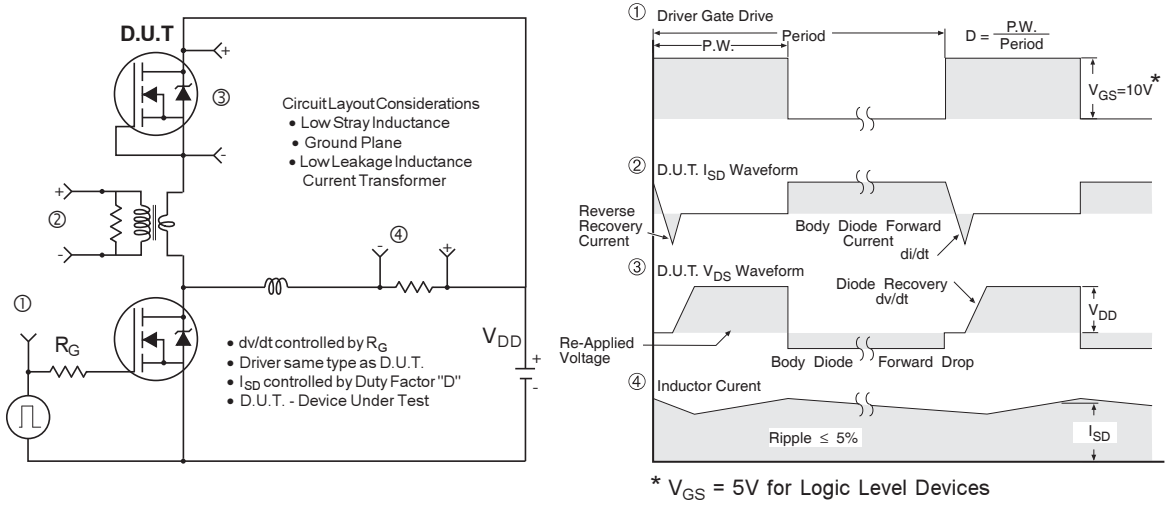 D.U.T
+
③
-
Circuit Layout Considerations
• Low Stray Inductance
• Ground Plane
• Low Leakage Inductance
Current Transformer
+
②
-
④
-
+
①
R_G
• dv/dt controlled by R_G
• Driver same type as D.U.T.
• I_SD controlled by Duty Factor "D"
• D.U.T. - Device Under Test
V_DD
+
-
① Driver Gate Drive
Period
P.W.
D = P.W.
Period
V_GS=10V*
② D.U.T. I_SD Waveform
Reverse
Recovery
Current
Body Diode Forward
Current
di/dt
③ D.U.T. V_DS Waveform
Diode Recovery
dv/dt
V_DD
Re-Applied
Voltage
Body Diode Forward Drop
④ Inductor Curent
Ripple ≤ 5%
I_SD
* V_GS = 5V for Logic Level Devices